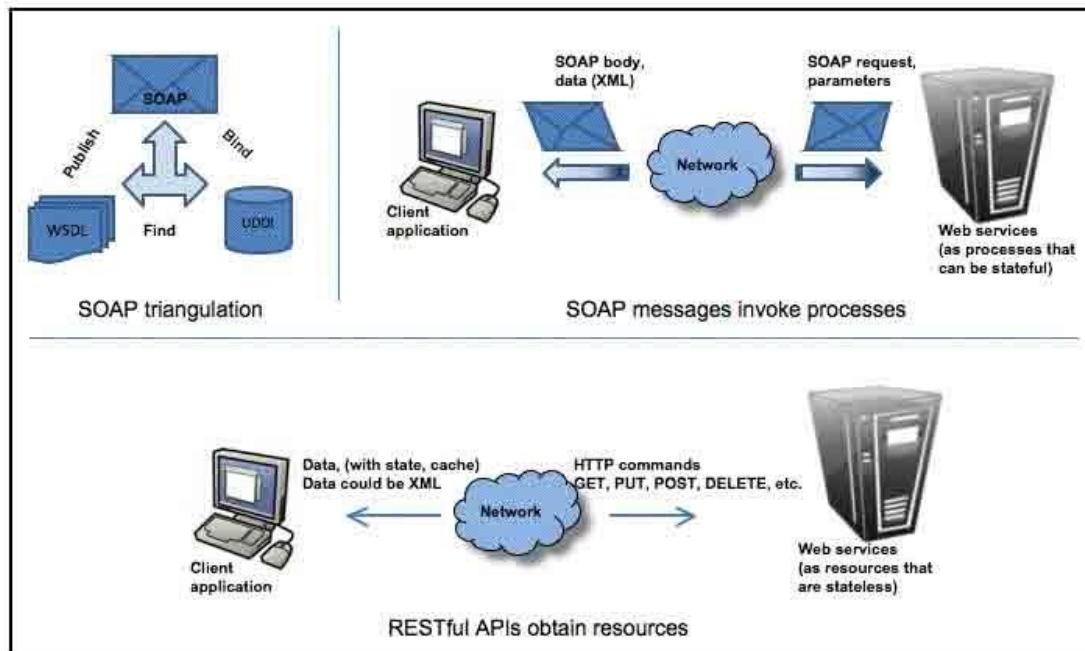 SOAP
Publish
Bind
WSDL
Find
UDDI
SOAP triangulation
SOAP body,
data (XML)
SOAP request,
parameters
Network
Client
application
Web services
(as processes that
can be stateful)
SOAP messages invoke processes
Data, (with state, cache)
Data could be XML
HTTP commands
GET, PUT, POST, DELETE, etc.
Network
Client
application
Web services
(as resources that
are stateless)
RESTful APIs obtain resources